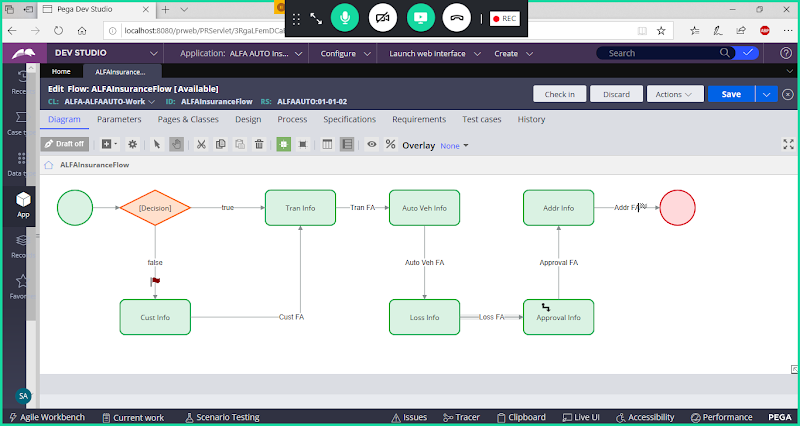 Pega Dev Studio
REC
localhost:8080/prweb/PRServlet/3RgaLFemDCa
DEV STUDIO
Application: ALFA AUTO Ins...
Configure
Launch web interface
Create
Search
Home
ALFAInsurance...
Edit Flow: ALFAInsuranceFlow [Available]
CL: ALFA-ALFAAUTO-Work
ID: ALFAInsuranceFlow
RS: ALFAAUTO:01-01-02
Check in
Discard
Actions
Save
Diagram
Parameters
Pages & Classes
Design
Process
Specifications
Requirements
Test cases
History
Draft off
Overlay
None
ALFAInsuranceFlow
Rece
Case t
Data t
App
Reco
Favor
SA
[Decision]
true
Tran Info
Tran FA
Auto Veh Info
Addr Info
Addr FA
false
Auto Veh FA
Approval FA
Cust Info
Cust FA
Loss Info
Loss FA
Approval Info
Agile Workbench
Current work
Scenario Testing
Issues
Tracer
Clipboard
Live UI
Accessibility
Performance
PEGA